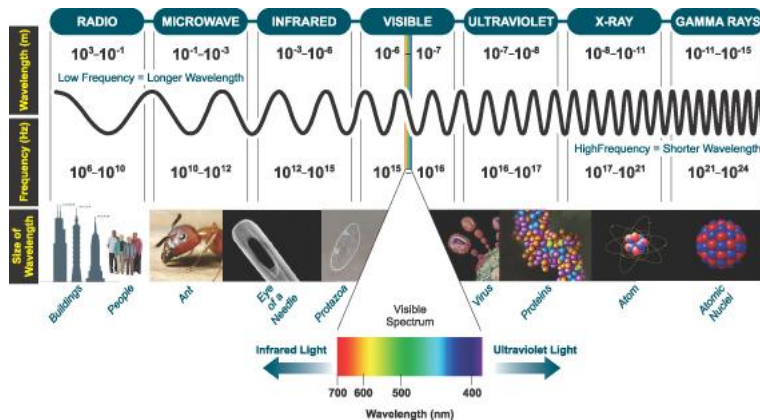 RADIO
MICROWAVE
INFRARED
VISIBLE
ULTRAVIOLET
X-RAY
GAMMA RAYS
Wavelength (m)
10³–10⁻¹
10⁻¹–10⁻³
10⁻³–10⁻⁶
10⁻⁶ 10⁻⁷
10⁻⁷–10⁻⁸
10⁻⁸–10⁻¹¹
10⁻¹¹–10⁻¹⁵
Low Frequency = Longer Wavelength
HighFrequency = Shorter Wavelength
Frequency (Hz)
10⁶–10¹⁰
10¹⁰–10¹²
10¹²–10¹⁵
10¹⁵ – 10¹⁶
10¹⁶–10¹⁷
10¹⁷–10²¹
10²¹–10²⁴
Size of
Wavelength
Buildings
People
Ant
Eye
of a
Needle
Protazoa
Virus
Proteins
Atom
Atomic
Nuclei
Visible
Spectrum
Infrared Light
Ultraviolet Light
700
600
500
400
Wavelength (nm)